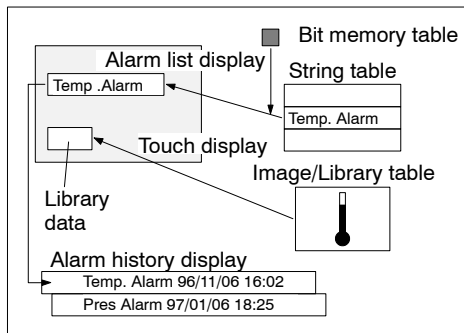 Bit memory table
Alarm list display
String table
Temp .Alarm
Temp. Alarm
Touch display
Image/Library table
Library
data
Alarm history display
Temp. Alarm 96/11/06 16:02
Pres Alarm 97/01/06 18:25